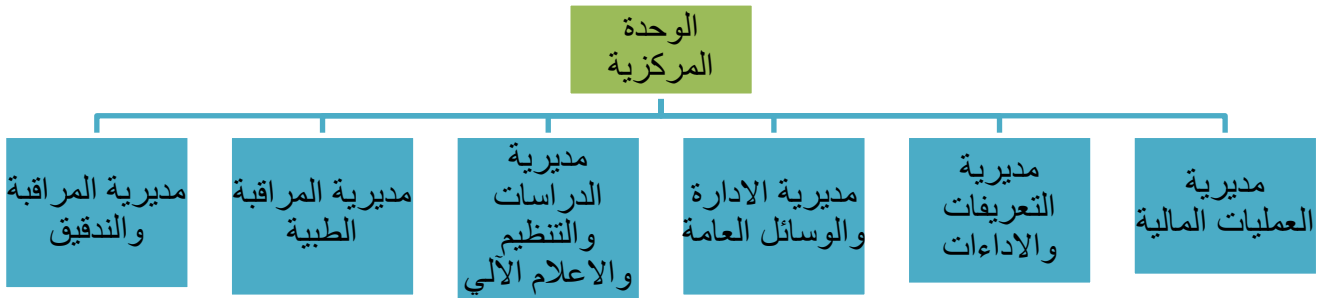 الوحدة
المركزية
مديرية
العمليات المالية
مديرية
التعريفات
والاداءات
مديرية الادارة
والوسائل العامة
مديرية
الدراسات
والتنظيم
والاعلام الآلي
مديرية المراقبة
الطبية
مديرية المراقبة
والندقيق